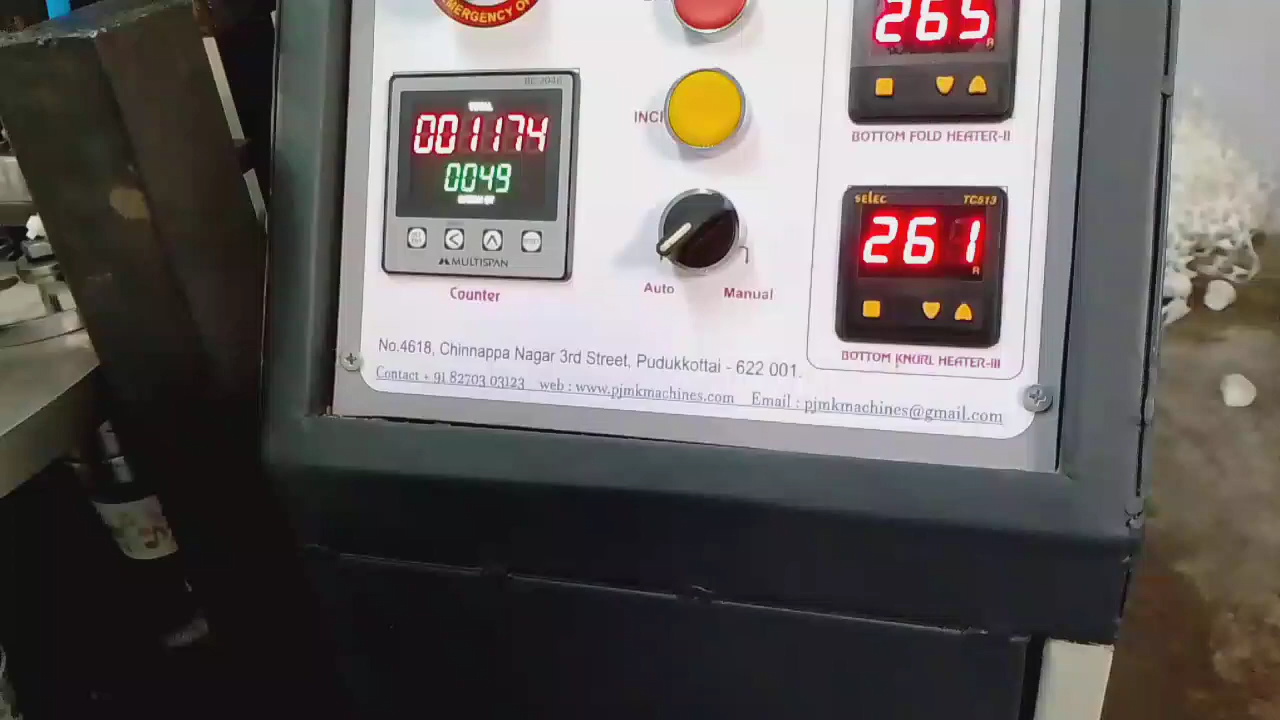 265
BOTTOM FOLD HEATER-II
TOTAL
001174
0049
MULTISPAN
Counter
Auto
Manual
selec
TC513
261
BOTTOM KNURL HEATER-III
No.4618, Chinnappa Nagar 3rd Street, Pudukkottai - 622 001.
Contact + 91 82703 03123 web : www.pjmkmachines.com Email : pjmkmachines@gmail.com